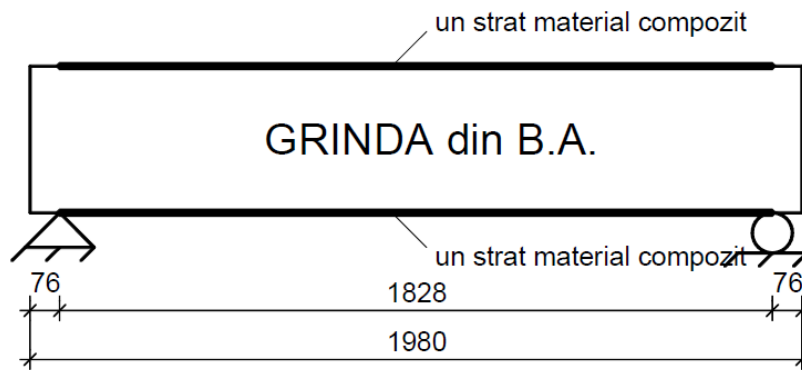 un strat material compozit
GRINDA din B.A.
un strat material compozit
76
1828
76
1980